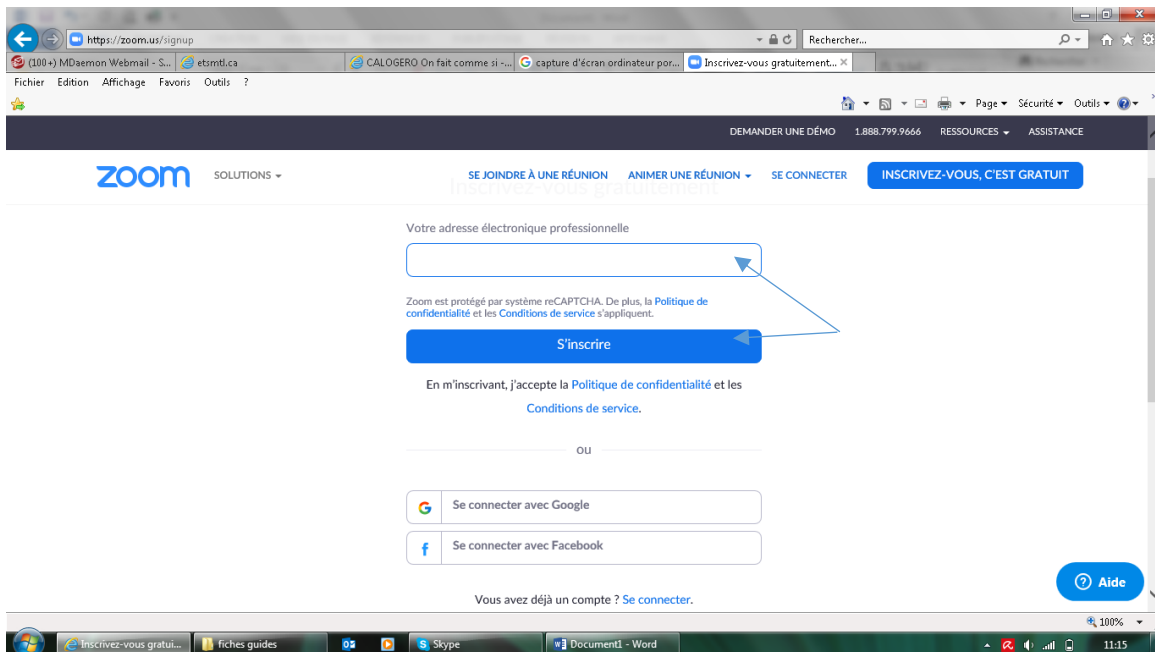 https://zoom.us/signup
Rechercher...
(100+) MDaemon Webmail - S...
etsmtl.ca
CALOGERO On fait comme si -...
capture d'écran ordinateur por...
Inscrivez-vous gratuitement...
Fichier Edition Affichage Favoris Outils ?
Page Sécurité Outils
DEMANDER UNE DÉMO 1.888.799.9666 RESSOURCES ASSISTANCE
zoom SOLUTIONS SE JOINDRE À UNE RÉUNION ANIMER UNE RÉUNION SE CONNECTER INSCRIVEZ-VOUS, C'EST GRATUIT
Inscrivez-vous gratuitement
Votre adresse électronique professionnelle
Zoom est protégé par système reCAPTCHA. De plus, la Politique de
confidentialité et les Conditions de service s'appliquent.
S'inscrire
En m'inscrivant, j'accepte la Politique de confidentialité et les
Conditions de service.
ou
Se connecter avec Google
Se connecter avec Facebook
Aide
Vous avez déjà un compte ? Se connecter.
100%
Inscrivez-vous gratui...
fiches guides
Skype
Document1 - Word
11:15